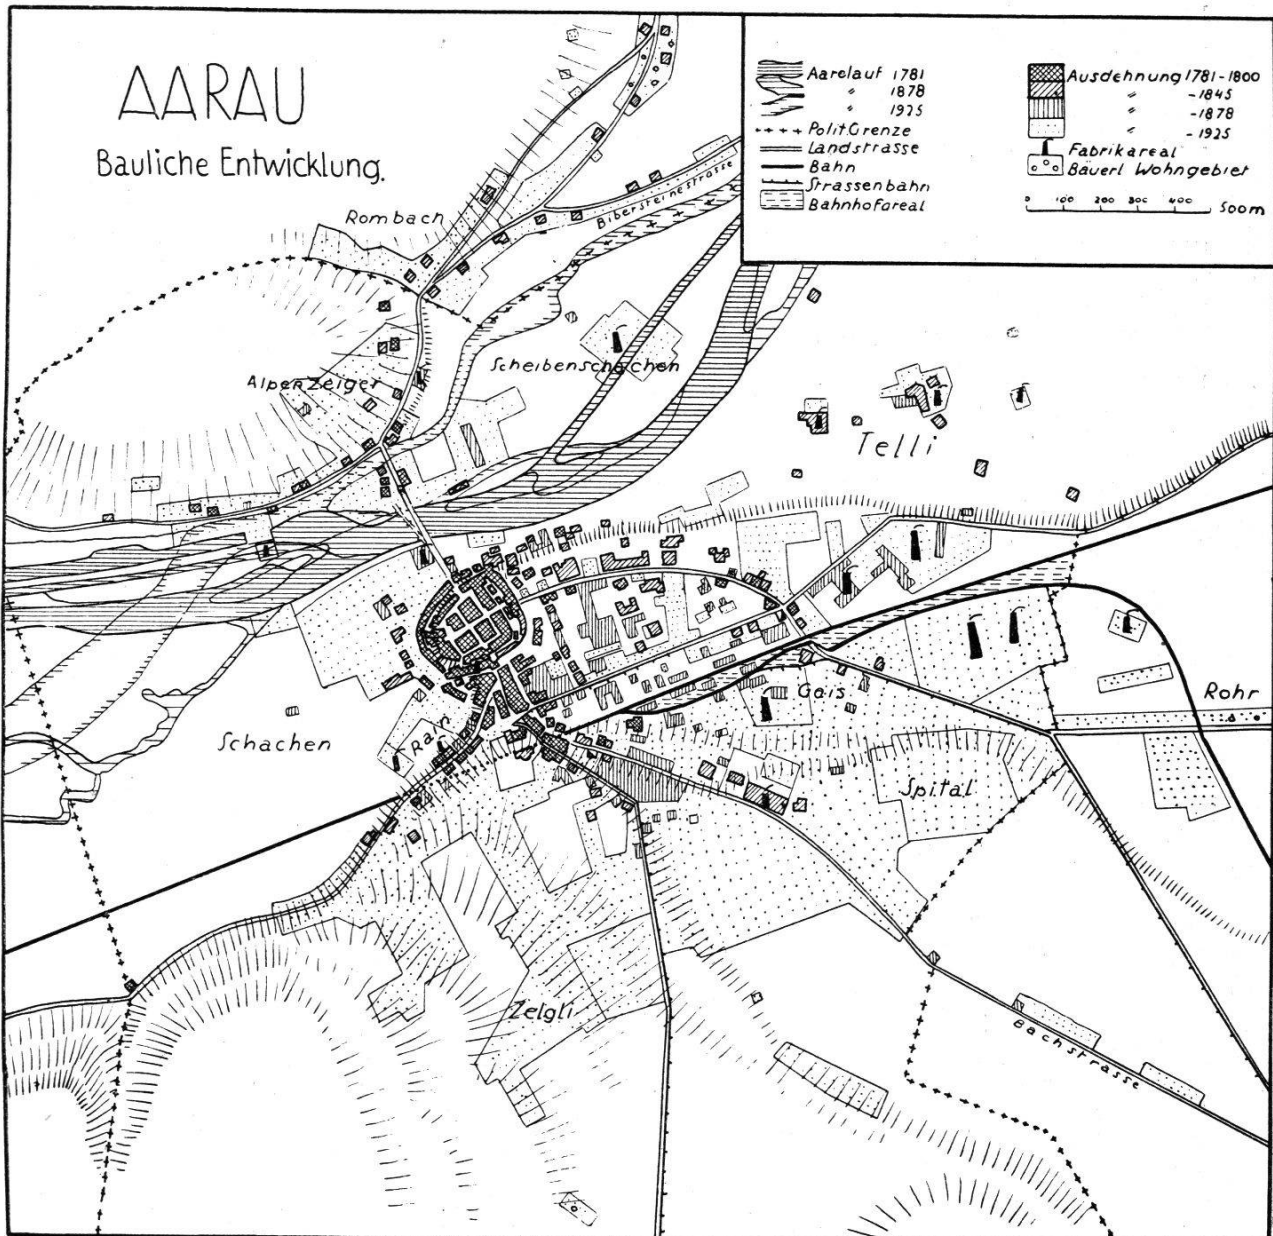 AARAU
Bauliche Entwicklung.
Aarelauf 1781
" 1878
" 1925
Polit. Grenze
Landstrasse
Bahn
Strassenbahn
Bahnhofareal
Ausdehnung 1781-1800
" -1845
" -1878
" -1925
Fabrikareal
Bäuerl Wohngebiet
0 100 200 300 400 500m
Rombach
Bibersteinestrasse
Scheibenschachen
Alpenzeiger
Telli
Gais
Rohr
Schachen
Rain
Spital
Zelgli
Bachstrasse